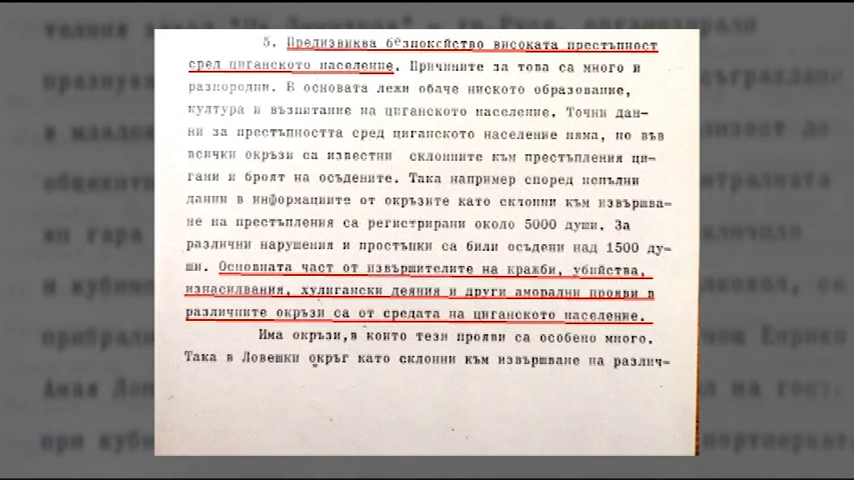 5. Предизвиква безпокойство високата престъпност
сред циганското население. Причините за това са много и
разнородни. В основата лежи обаче ниското образование,
култура и възпитание на циганското население. Точни дан-
ни за престъпността сред циганското население няма, но във
всички окръзи са известни склонните към престъпления ци-
гани и броят на осъдените. Така например според непълни
данни в информациите от окръзите като склонни към извършва-
не на престъпления са регистрирани около 5000 души. За
различни нарушения и простъпки са били осъдени над 1500 ду-
ши. Основната част от извършителите на кражби, убийства,
изнасилвания, хулигански деяния и други аморални прояви в
различните окръзи са от средата на циганското население.
Има окръзи,в които тези прояви са особено много.
Така в Ловешки окръг като склонни към извършване на различ-